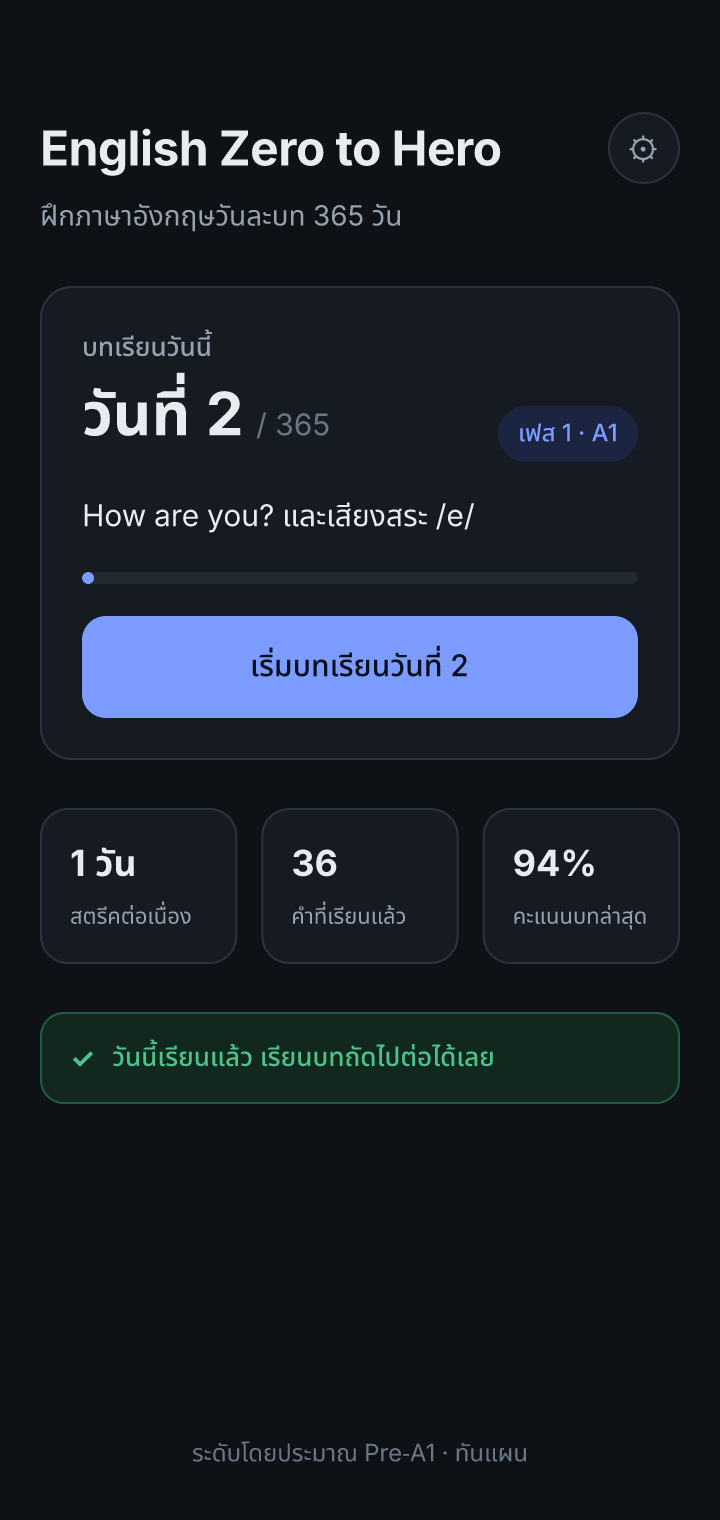 English Zero to Hero
ฝึกภาษาอังกฤษวันละบท 365 วัน
บทเรียนวันนี้
วันที่ 2 / 365
เฟส 1 · A1
How are you? และเสียงสระ /e/
เริ่มบทเรียนวันที่ 2
1 วัน
สตรีคต่อเนื่อง
36
คำที่เรียนแล้ว
94%
คะแนนบทล่าสุด
✓ วันนี้เรียนแล้ว เรียนบทถัดไปต่อได้เลย
ระดับโดยประมาณ Pre-A1 · ทันแผน